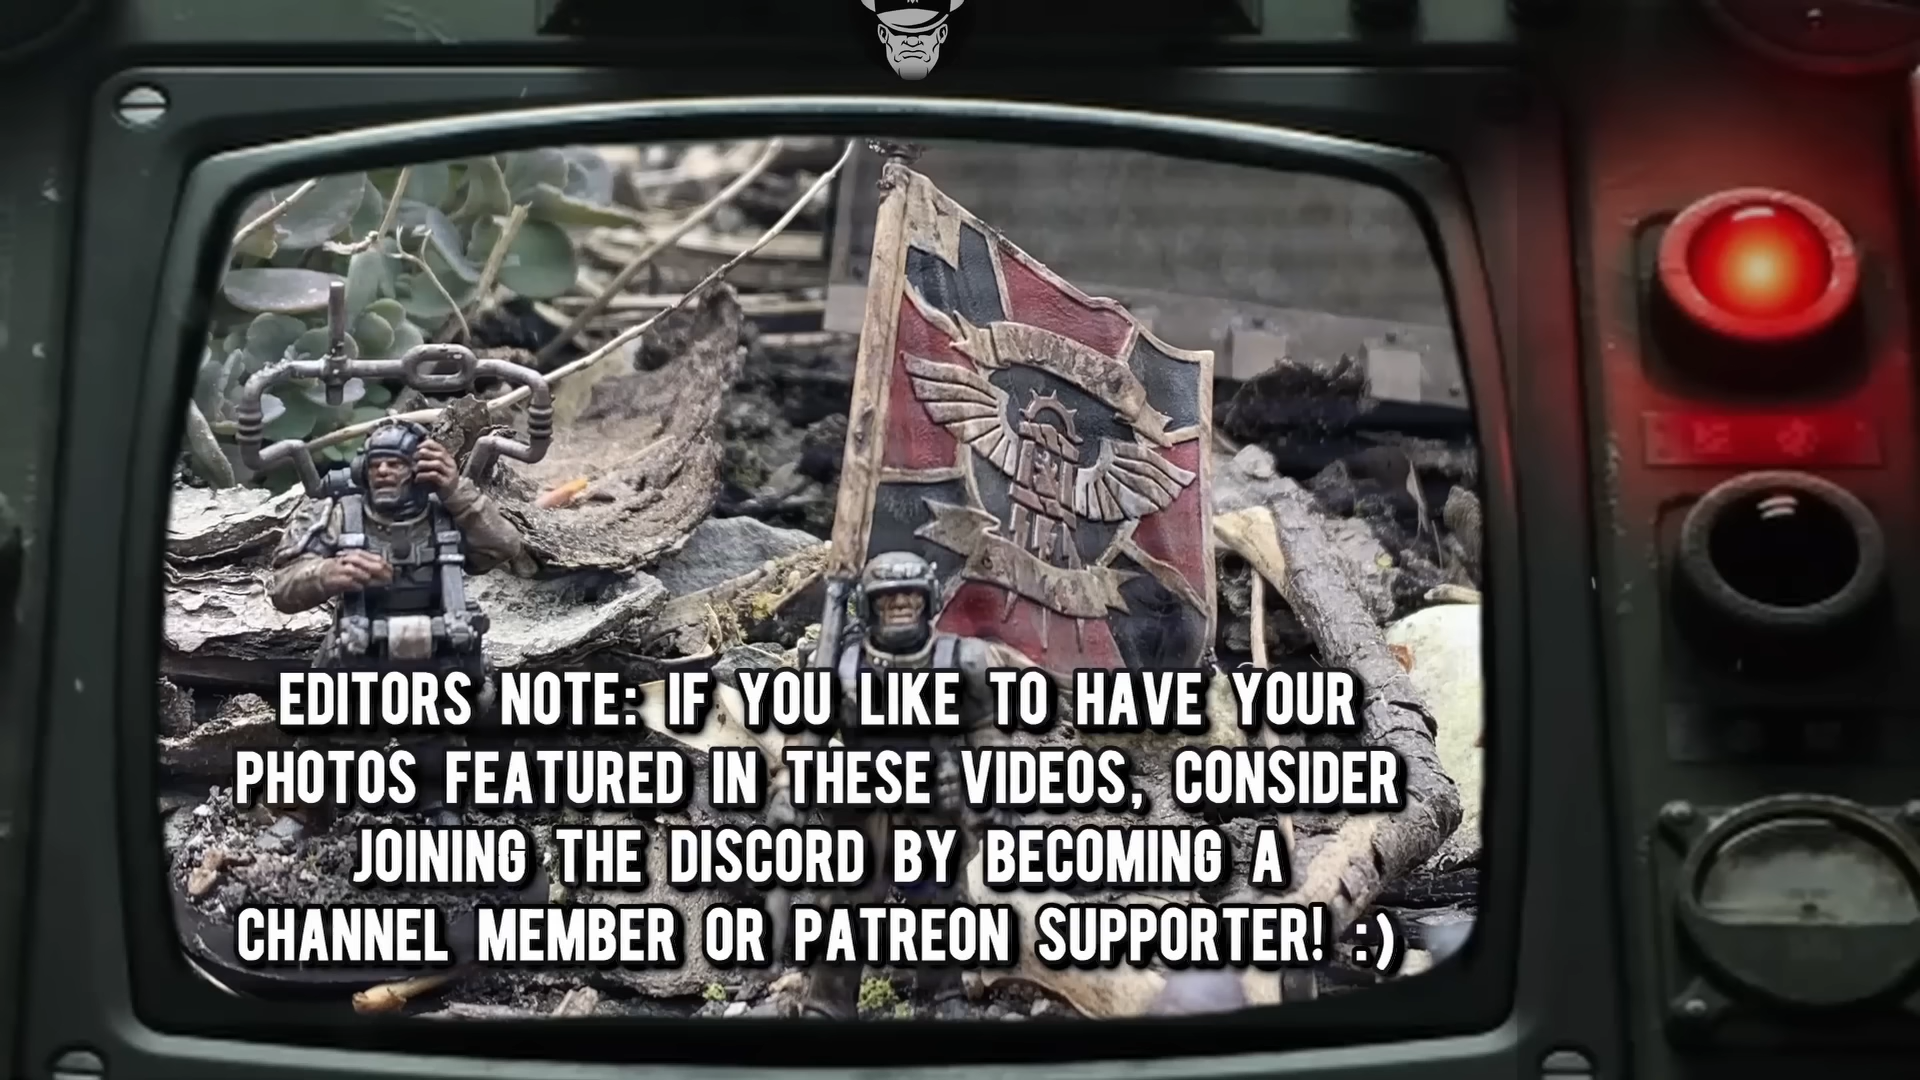 EDITORS NOTE: IF YOU LIKE TO HAVE YOUR
PHOTOS FEATURED IN THESE VIDEOS, CONSIDER
JOINING THE DISCORD BY BECOMING A
CHANNEL MEMBER OR PATREON SUPPORTER! :)